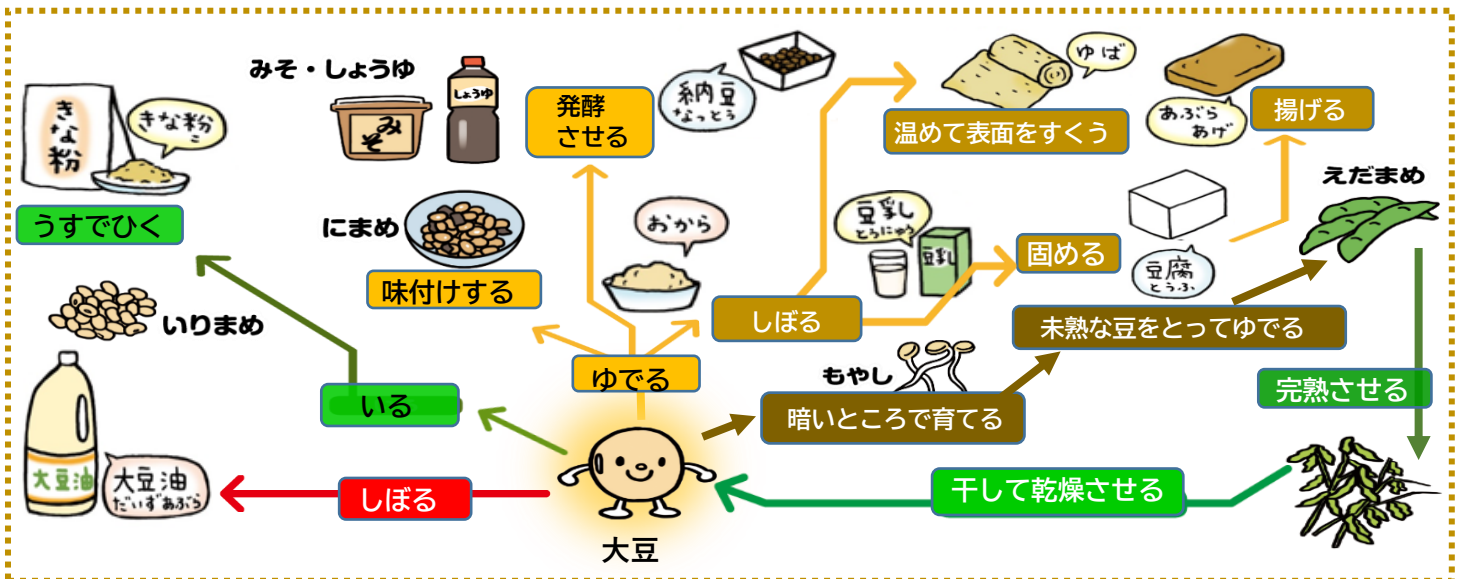 みそ・しょうゆ
しょうゆ
みそ
きな粉
きな粉
こ
うすでひく
発酵
させる
納豆
なっとう
ゆば
温めて表面をすくう
あぶら
あげ
揚げる
えだまめ
にまめ
味付けする
おから
豆乳し
とうにゅう
豆乳
固める
豆腐
とうふ
しぼる
未熟な豆をとってゆでる
いりまめ
ゆでる
もやし
いる
暗いところで育てる
完熟させる
大豆油
大豆油
だいずあぶら
しぼる
干して乾燥させる
大豆